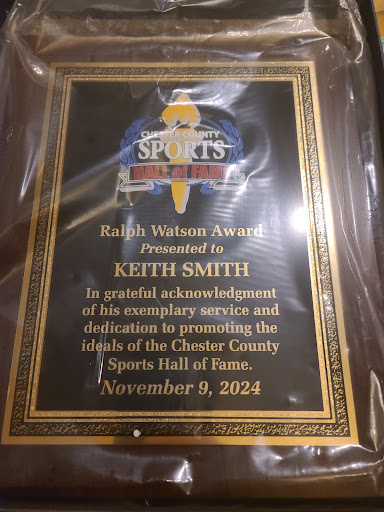 CHESTER COUNTY
SPORTS
HALL of FAME
Ralph Watson Award
Presented to
KEITH SMITH
In grateful acknowledgment
of his exemplary service and
dedication to promoting the
ideals of the Chester County
Sports Hall of Fame.
November 9, 2024